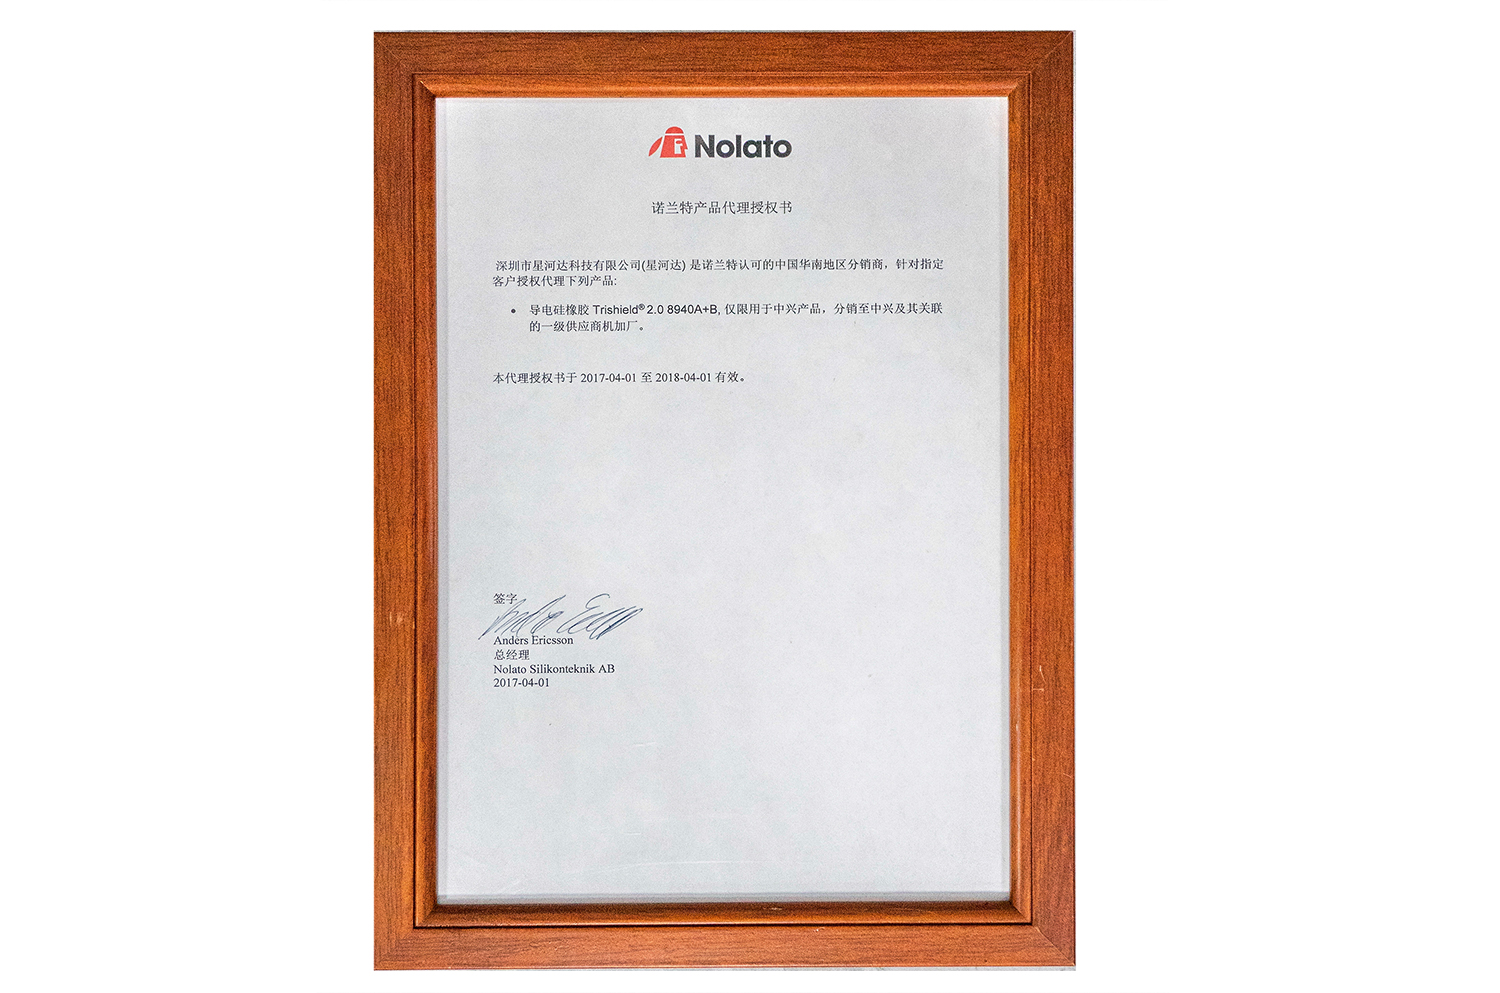 Nolato
诺兰特产品代理授权书
深圳市星河达科技有限公司(星河达) 是诺兰特认可的中国华南地区分销商，针对指定
客户授权代理下列产品:
• 导电硅橡胶 Trishield® 2.0 8940A+B, 仅限用于中兴产品，分销至中兴及其关联
的一级供应商机加厂。
本代理授权书于 2017-04-01 至 2018-04-01 有效。
签字
Anders Ericsson
总经理
Nolato Silikonteknik AB
2017-04-01